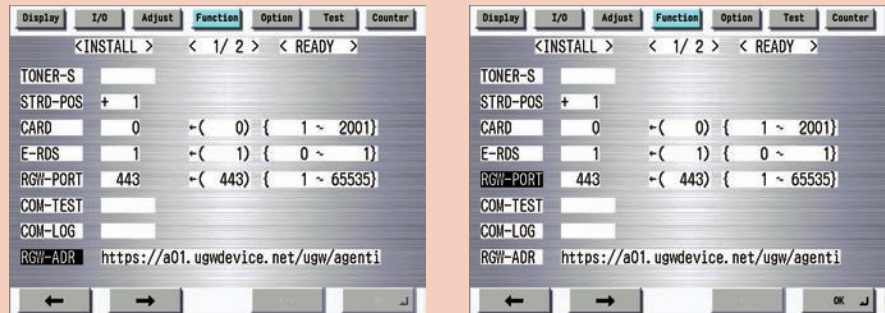 Display I/O Adjust Function Option Test Counter
<INSTALL > < 1/ 2 > < READY >
TONER-S
STRD-POS + 1
CARD 0 ←( 0) { 1 ~ 2001}
E-RDS 1 ←( 1) { 0 ~ 1}
RGW-PORT 443 ←( 443) { 1 ~ 65535}
COM-TEST
COM-LOG
RGW-ADR https://a01.ugwdevice.net/ugw/agenti
← →
Display I/O Adjust Function Option Test Counter
<INSTALL > < 1/ 2 > < READY >
TONER-S
STRD-POS + 1
CARD 0 ←( 0) { 1 ~ 2001}
E-RDS 1 ←( 1) { 0 ~ 1}
RGW-PORT 443 ←( 443) { 1 ~ 65535}
COM-TEST
COM-LOG
RGW-ADR https://a01.ugwdevice.net/ugw/agenti
← → OK ↵